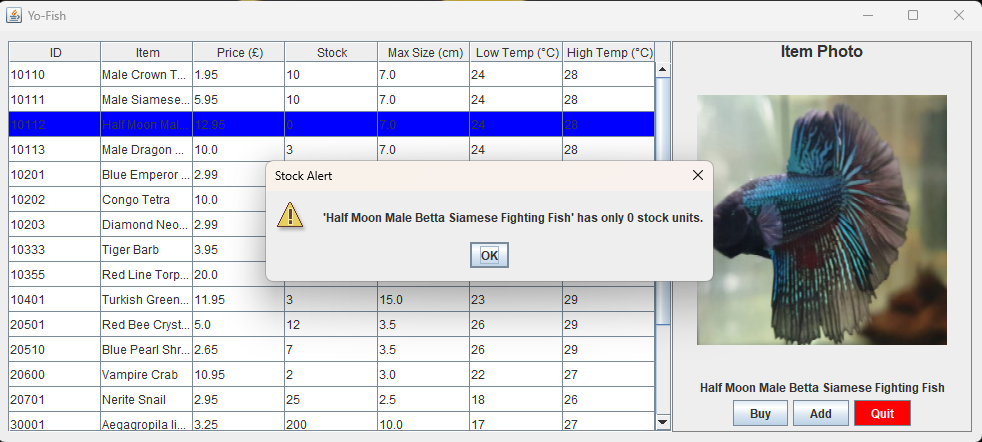 Yo-Fish
ID Item Price (£) Stock Max Size (cm) Low Temp (°C) High Temp (°C)
10110 Male Crown T... 1.95 10 7.0 24 28
10111 Male Siamese... 5.95 10 7.0 24 28
10112 Half Moon Mal... 12.95 0 7.0 24 28
10113 Male Dragon ... 10.0 3 7.0 24 28
10201 Blue Emperor ... 2.99
10202 Congo Tetra 10.0
10203 Diamond Neo... 2.99
10333 Tiger Barb 3.95
10355 Red Line Torp... 20.0
10401 Turkish Green... 11.95 3 15.0 23 29
20501 Red Bee Cryst... 5.0 12 3.5 26 29
20510 Blue Pearl Shr... 2.65 7 3.5 26 29
20600 Vampire Crab 10.95 2 3.0 22 27
20701 Nerite Snail 2.95 25 2.5 18 26
30001 Aegagropila li... 3.25 200 10.0 17 27
Stock Alert
'Half Moon Male Betta Siamese Fighting Fish' has only 0 stock units.
OK
Item Photo
Half Moon Male Betta Siamese Fighting Fish
Buy Add Quit